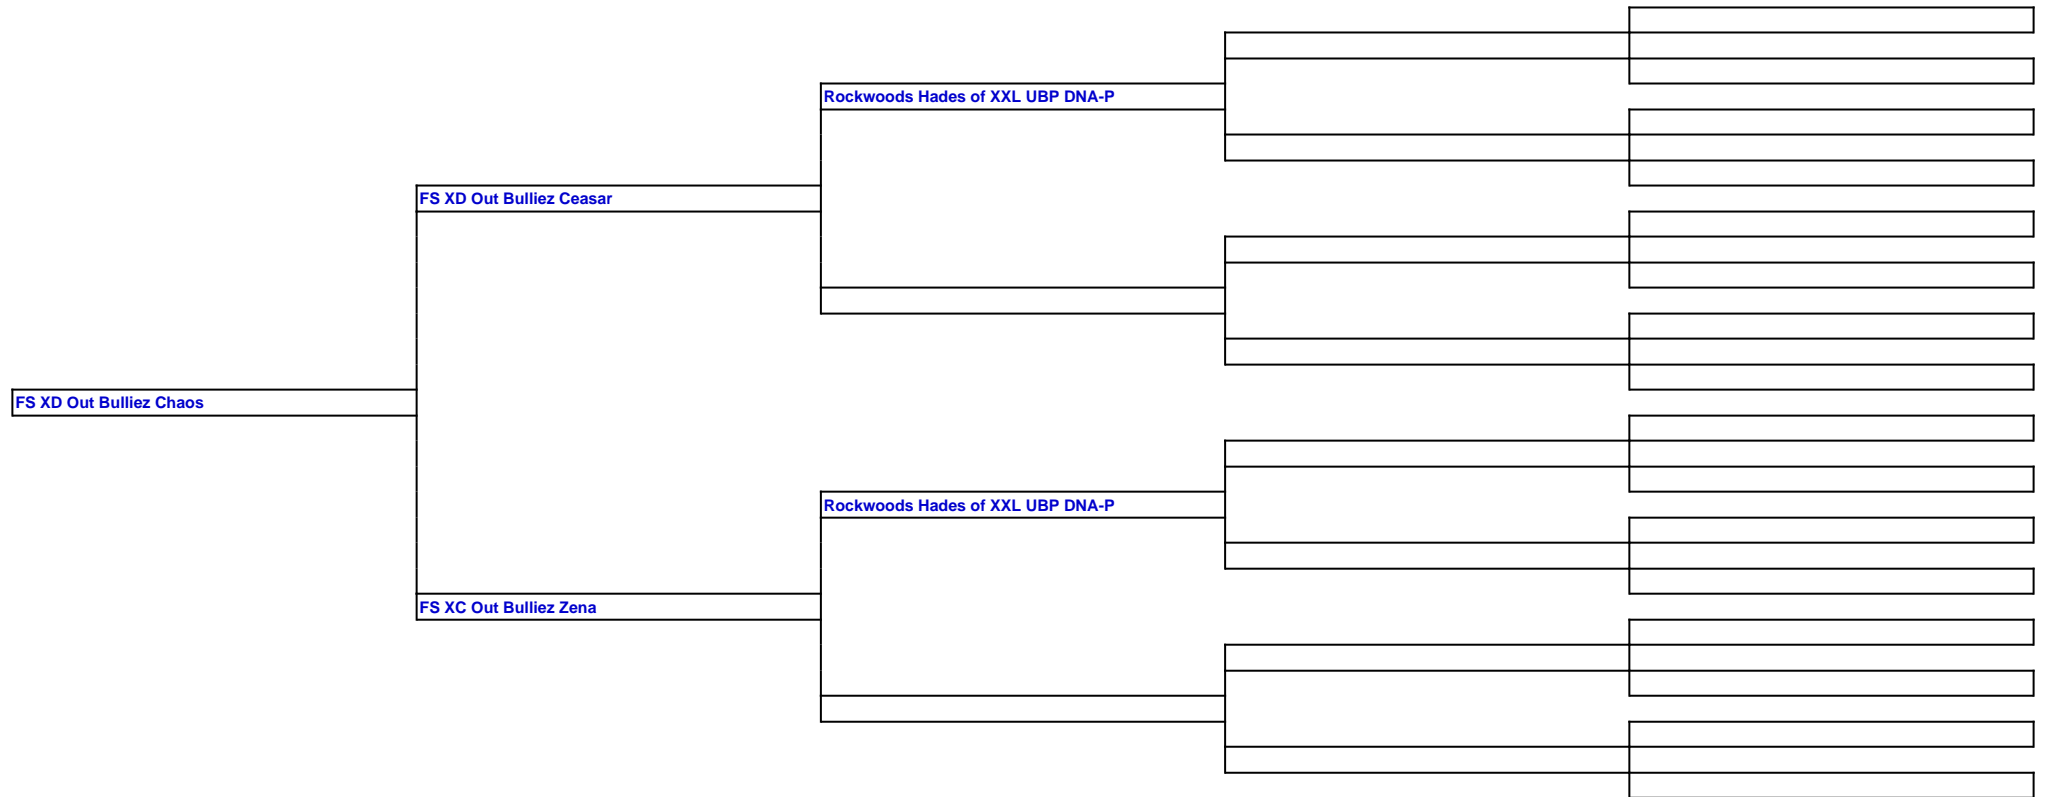 Rockwoods Hades of XXL UBP DNA-P
FS XD Out Bulliez Ceasar
FS XD Out Bulliez Chaos
Rockwoods Hades of XXL UBP DNA-P
FS XC Out Bulliez Zena